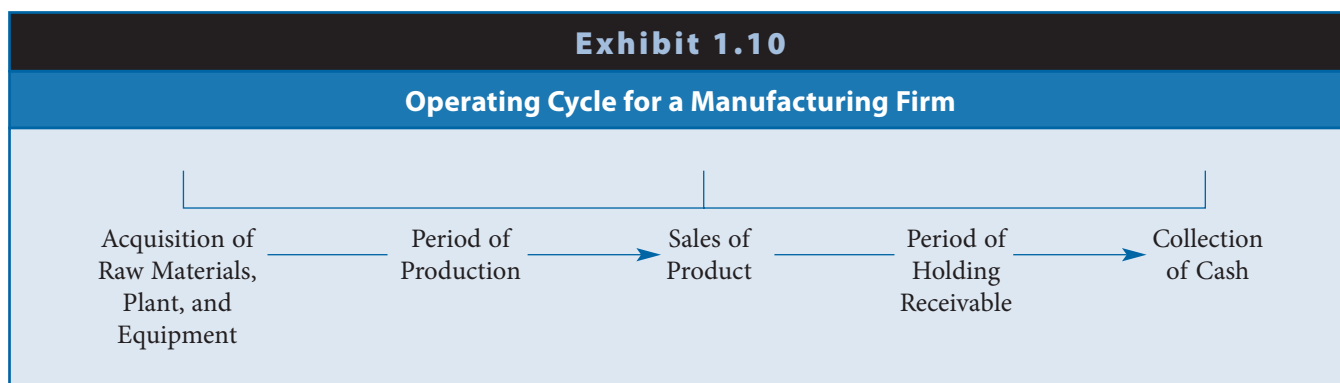 Exhibit 1.10
Operating Cycle for a Manufacturing Firm
Acquisition of
Raw Materials,
Plant, and
Equipment
Period of
Production
Sales of
Product
Period of
Holding
Receivable
Collection
of Cash